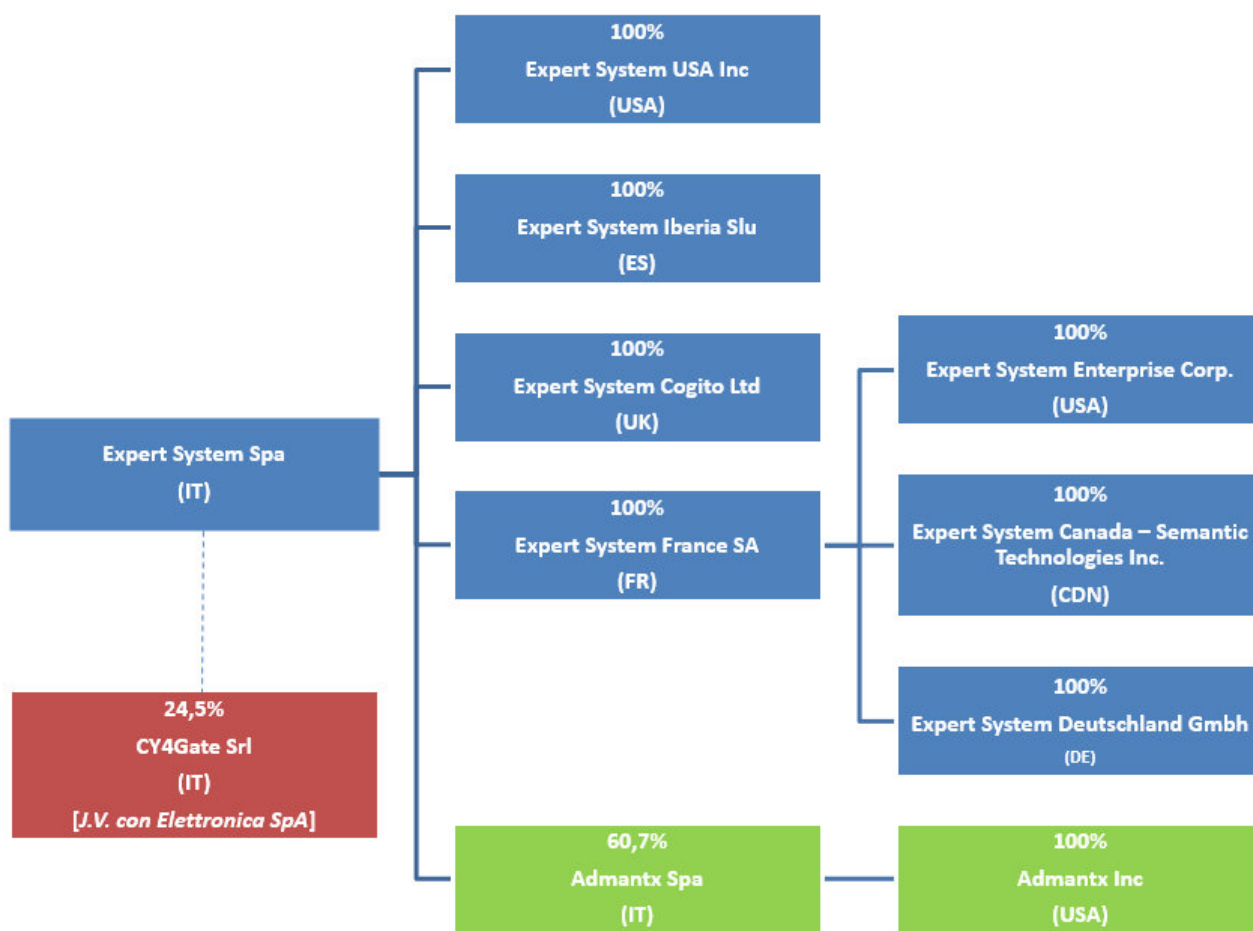 100%
Expert System USA Inc
(USA)
100%
Expert System Iberia Slu
(ES)
100%
Expert System Cogito Ltd
(UK)
100%
Expert System Enterprise Corp.
(USA)
Expert System Spa
(IT)
100%
Expert System France SA
(FR)
100%
Expert System Canada – Semantic
Technologies Inc.
(CDN)
100%
Expert System Deutschland Gmbh
(DE)
24,5%
CY4Gate Srl
(IT)
[J.V. con Elettronica SpA]
60,7%
Admantx Spa
(IT)
100%
Admantx Inc
(USA)